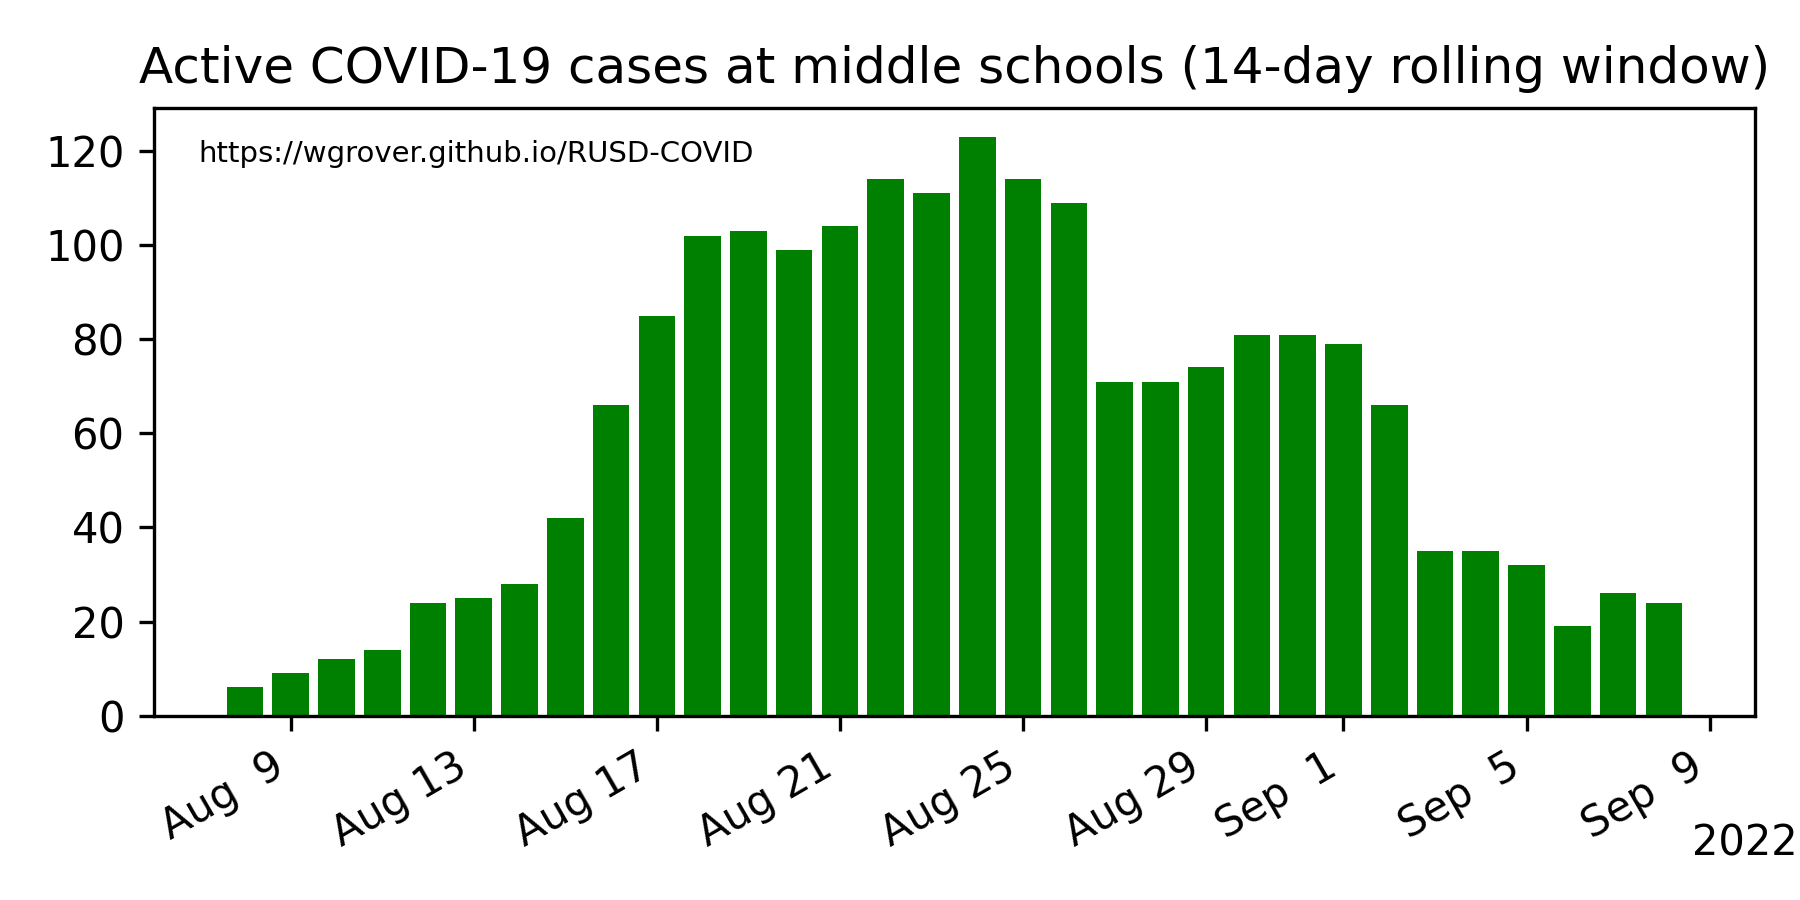 Active COVID-19 cases at middle schools (14-day rolling window)
https://wgrover.github.io/RUSD-COVID
120
100
80
60
40
20
0
Aug 9
Aug 13
Aug 17
Aug 21
Aug 25
Aug 29
Sep 1
Sep 5
Sep 9
2022